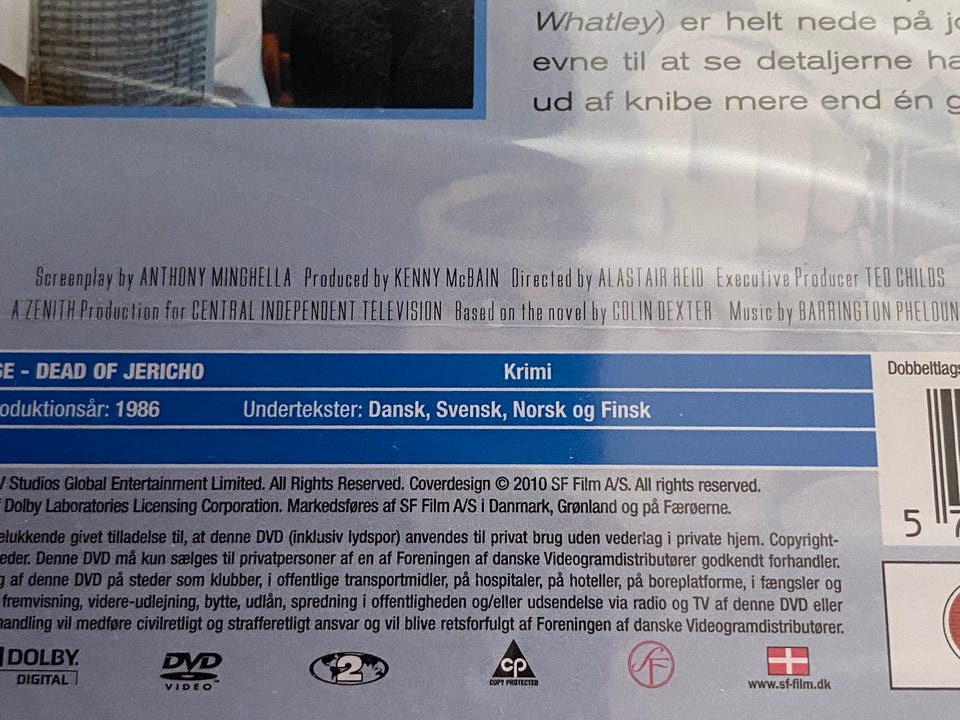 Whatley) er helt nede på
evne til at se detaljerne
ud af knibe mere end én
Screenplay by ANTHONY MINGHELLA Produced by KENNY McBAIN Directed by ALASTAIR REID Executive Producer TED CHILDS
A ZENITH Production for CENTRAL INDEPENDENT TELEVISION Based on the novel by COLIN DEXTER Music by BARRINGTON PHELOUN
SE - DEAD OF JERICHO Krimi
Dobbeltlags
oduktionsår: 1986 Undertekster: Dansk, Svensk, Norsk og Finsk
V Studios Global Entertainment Limited. All Rights Reserved. Coverdesign © 2010 SF Film A/S. All rights reserved.
Dolby Laboratories Licensing Corporation. Markedsføres af SF Film A/S i Danmark, Grønland og på Færøerne.
5 7
elukkende givet tilladelse til, at denne DVD (inklusiv lydspor) anvendes til privat brug uden vederlag i private hjem. Copyright-
eder. Denne DVD må kun sælges til privatpersoner af en af Foreningen af danske Videogramdistributører godkendt forhandler.
g af denne DVD på steder som klubber, i offentlige transportmidler, på hospitaler, på hoteller, på boreplatforme, i fængsler og
fremvisning, videre-udlejning, bytte, udlån, spredning i offentligheden og/eller udsendelse via radio og TV af denne DVD eller
handling vil medføre civilretligt og strafferetligt ansvar og vil blive retsforfulgt af Foreningen af danske Videogramdistributører.
DOLBY
DIGITAL
DVD
VIDEO
2
CP
COPY PROTECTED
SF
www.sf-film.dk